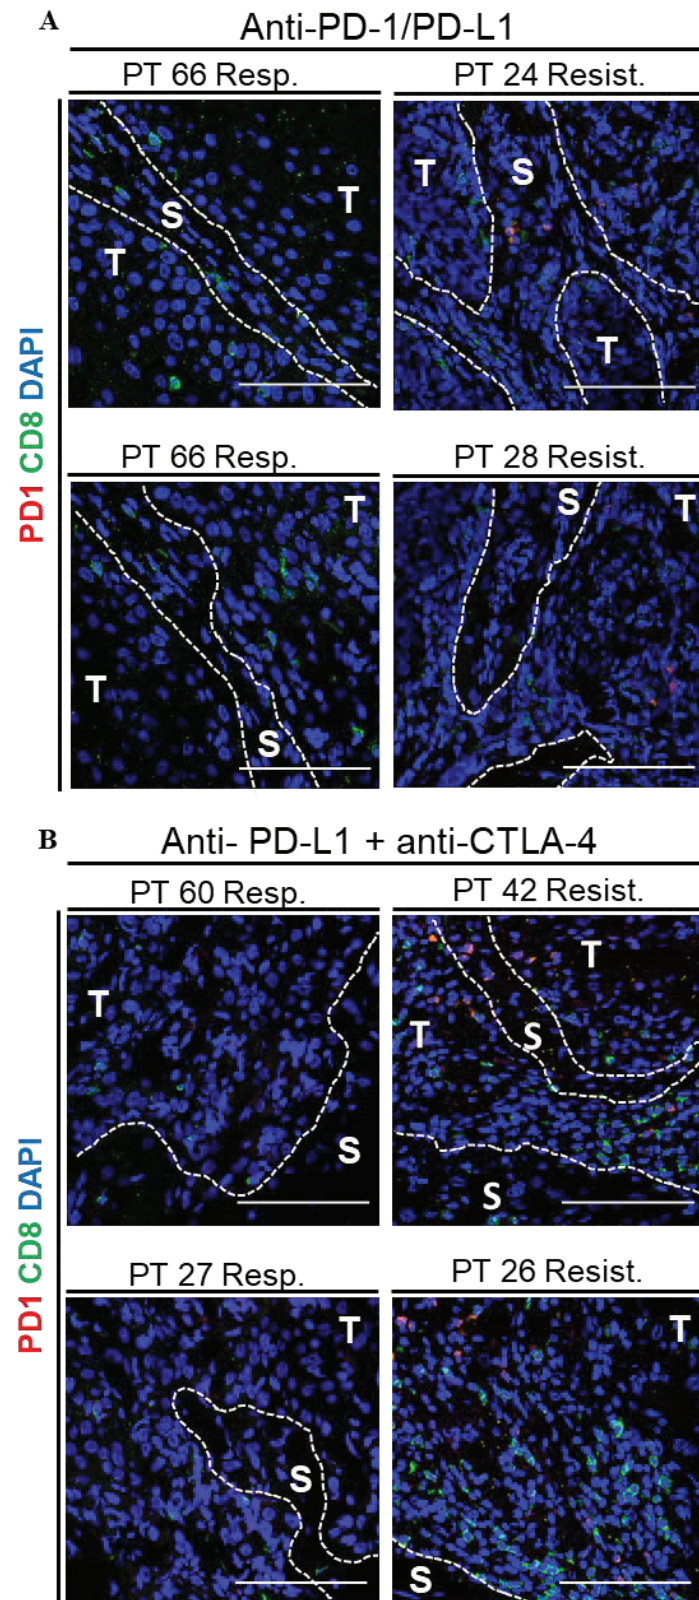 A
Anti-PD-1/PD-L1
PT 66 Resp.
PT 24 Resist.
T
S
T
T
S
T
PT 66 Resp.
PT 28 Resist.
T
T
S
S
T
PD1 CD8 DAPI
B
Anti- PD-L1 + anti-CTLA-4
PT 60 Resp.
PT 42 Resist.
T
S
T
T
S
S
PT 27 Resp.
PT 26 Resist.
T
S
T
S
PD1 CD8 DAPI